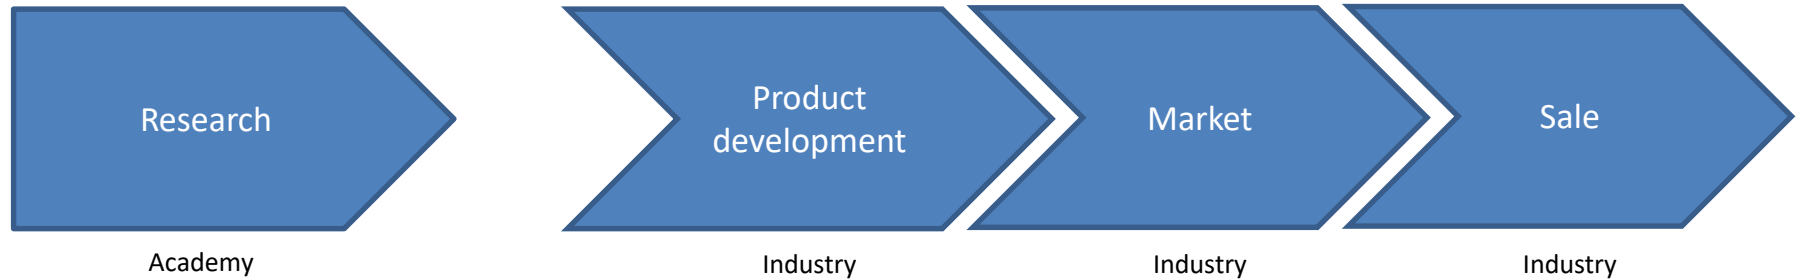 Research
Product
development
Market
Sale
Academy
Industry
Industry
Industry